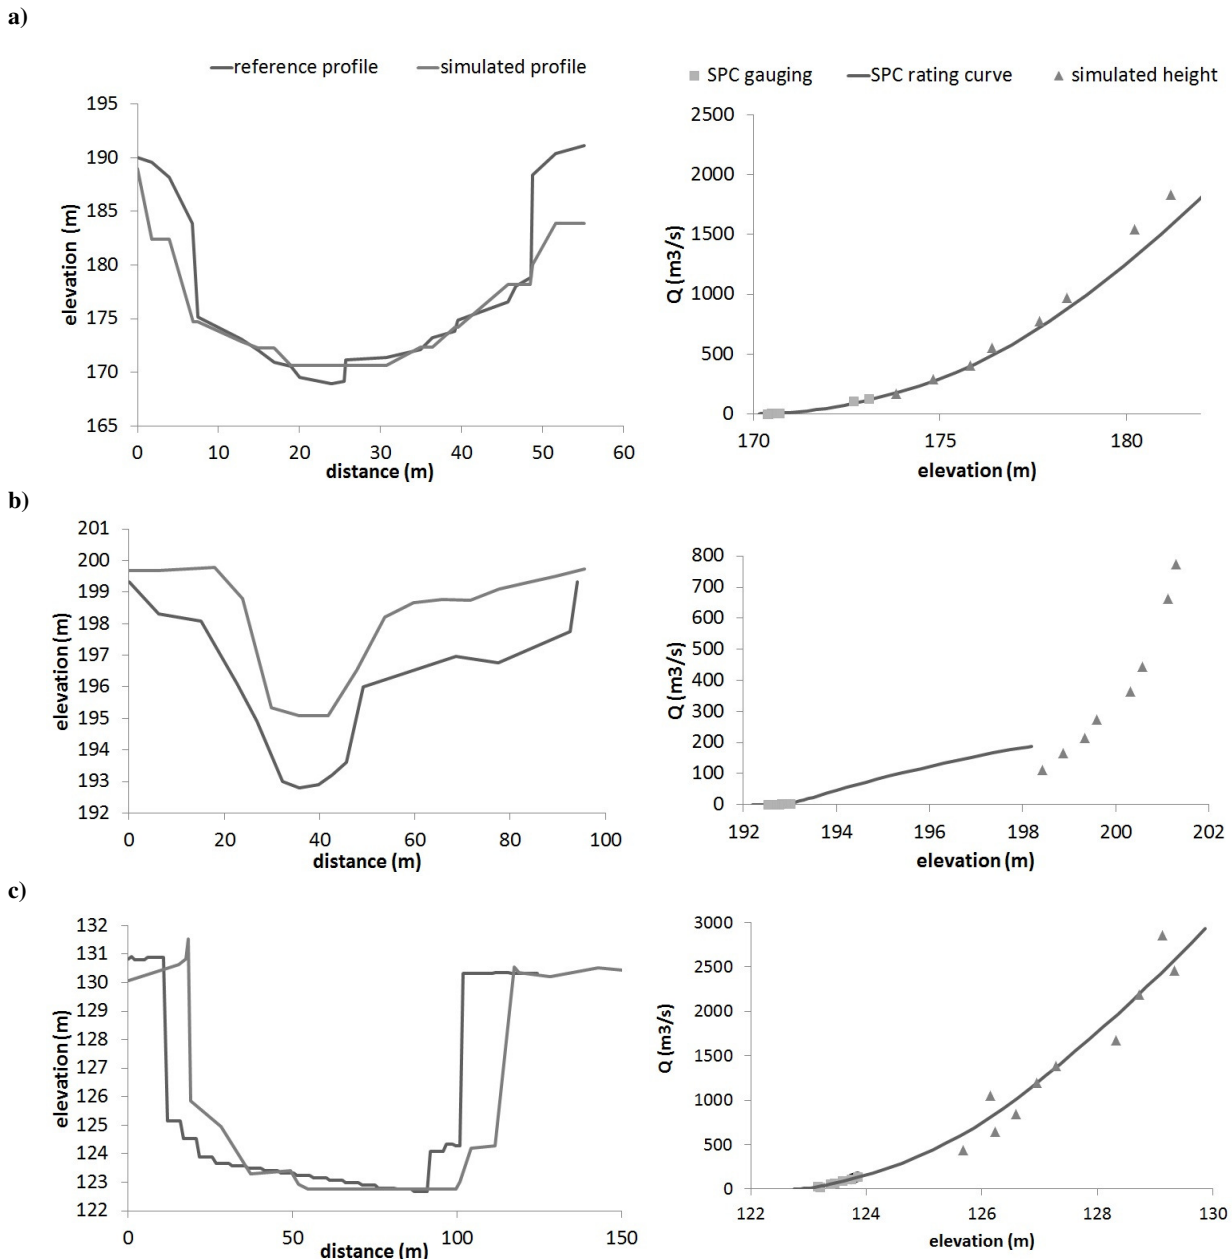 a)
reference profile simulated profile
SPC gauging SPC rating curve simulated height
195
190
185
180
175
170
165
elevation (m)
0 10 20 30 40 50 60
distance (m)
2500
2000
1500
1000
500
0
Q (m3/s)
170 175 180
elevation (m)
b)
201
200
199
198
197
196
195
194
193
192
elevation (m)
0 20 40 60 80 100
distance (m)
800
700
600
500
400
300
200
100
0
Q (m3/s)
192 194 196 198 200 202
elevation (m)
c)
132
131
130
129
128
127
126
125
124
123
122
elevation (m)
0 50 100 150
distance (m)
3000
2500
2000
1500
1000
500
0
Q (m3/s)
122 124 126 128 130
elevation (m)